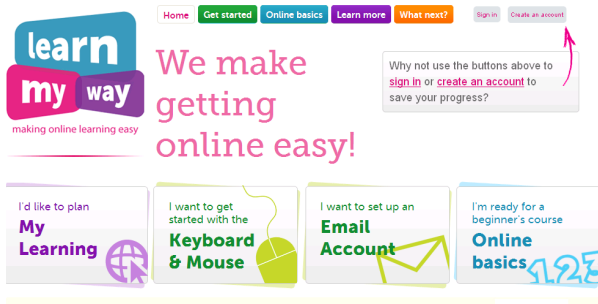 learn
my way
making online learning easy
Home Get started Online basics Learn more What next? Sign in Create an account
We make
getting
online easy!
Why not use the buttons above to
sign in or create an account to
save your progress?
I'd like to plan
My
Learning
I want to get
started with the
Keyboard
& Mouse
I want to set up an
Email
Account
I'm ready for a
beginner's course
Online
basics
123